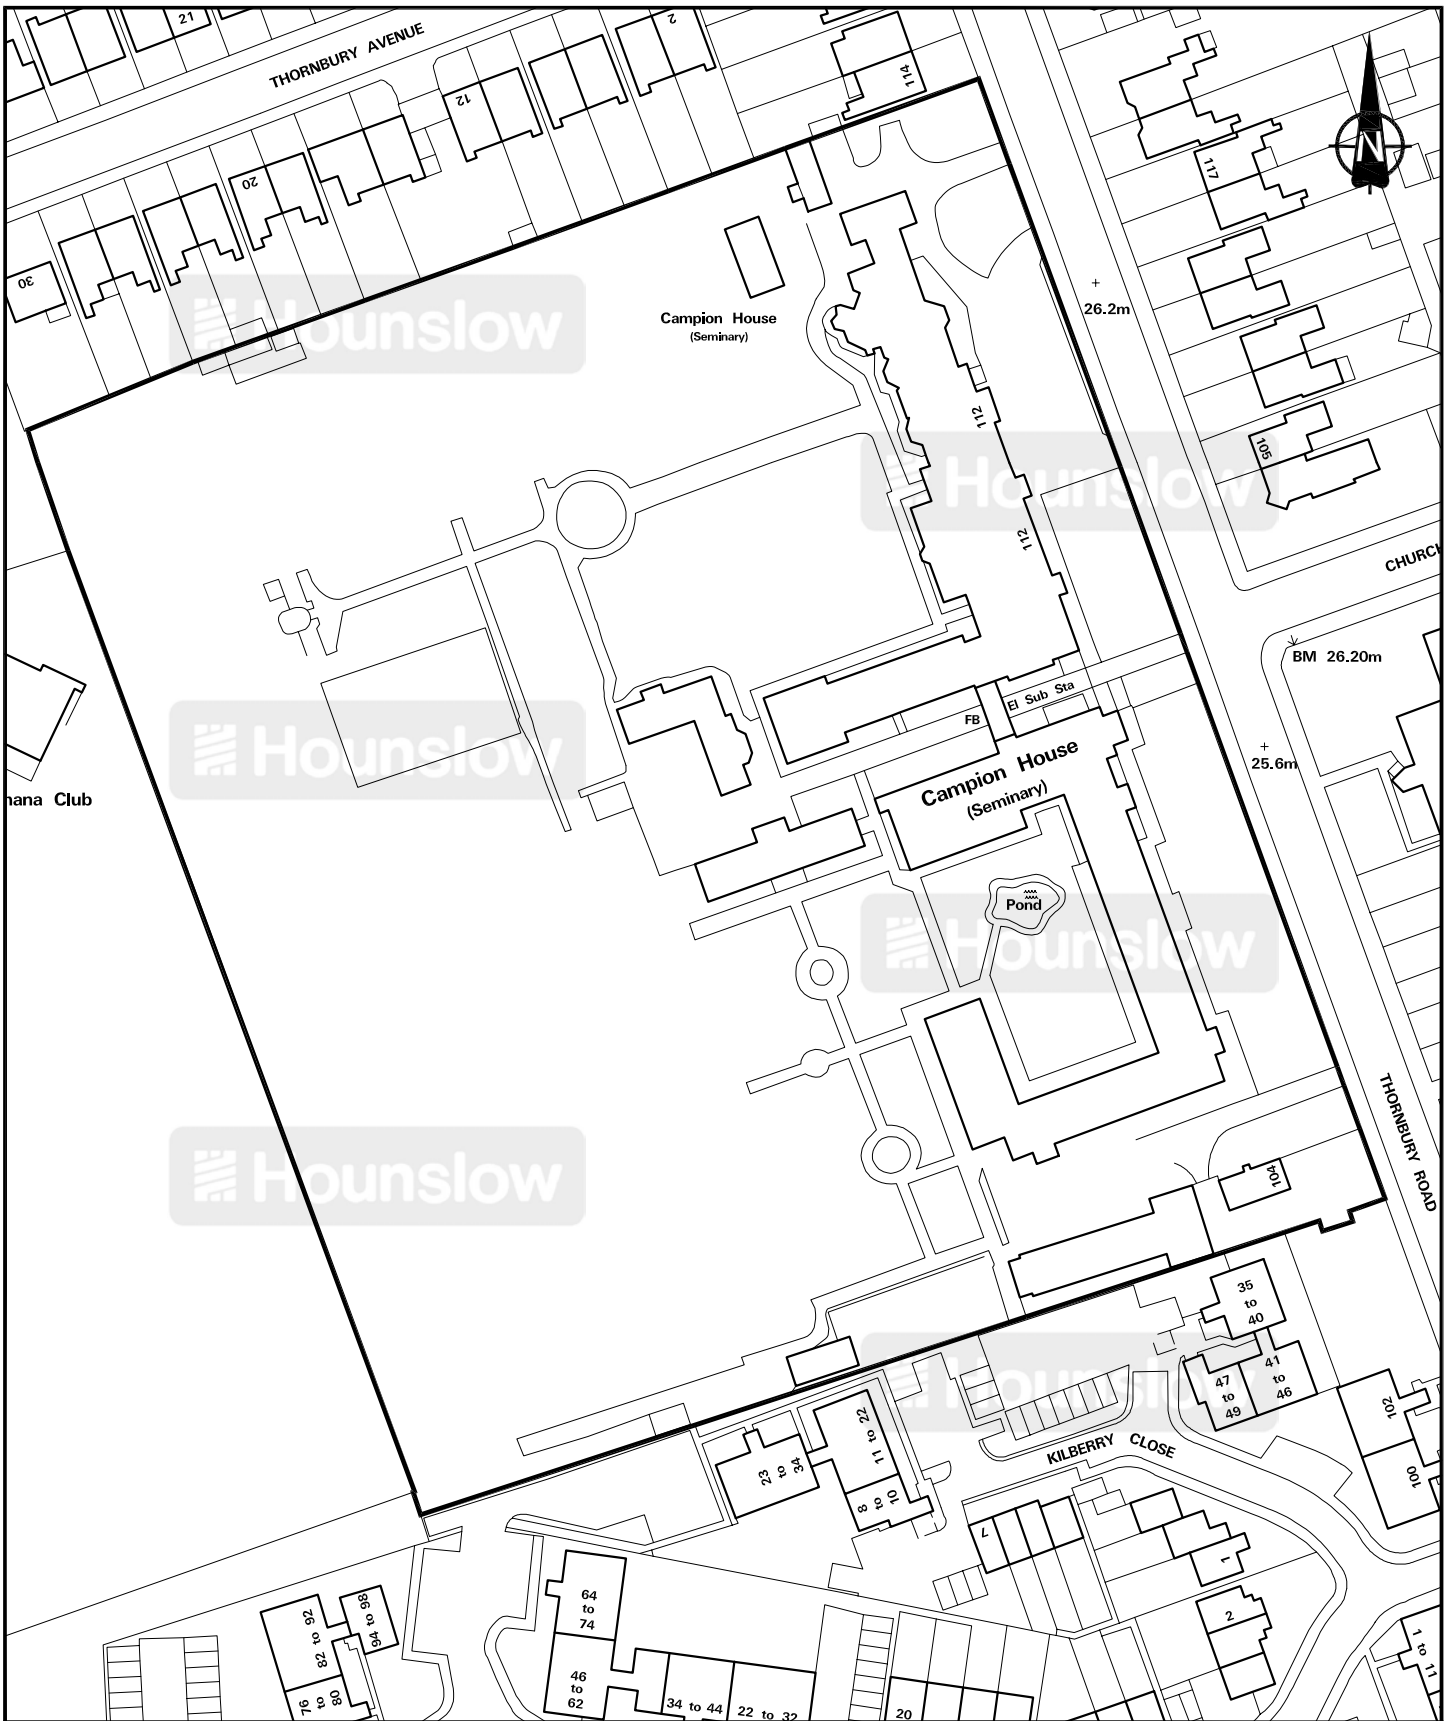 21
THORNBURY AVENUE
2
12
114
20
30
117
N
26.2m
Campion House
(Seminary)
Hounslow
112
105
Hounslow
112
CHURCH
BM 26.20m
El Sub Sta
FB
Hounslow
25.6m
Campion House
(Seminary)
nana Club
Pond
Hounslow
THORNBURY ROAD
Hounslow
104
35
to
40
41
to
46
47
to
49
Hounslow
102
11 to 22
KILBERRY CLOSE
23
to
34
8
to
10
100
7
1
64
to
74
2
82 to 92
94 to 98
1 to 11
46
to
62
76
to
80
34 to 44
22 to 32
20